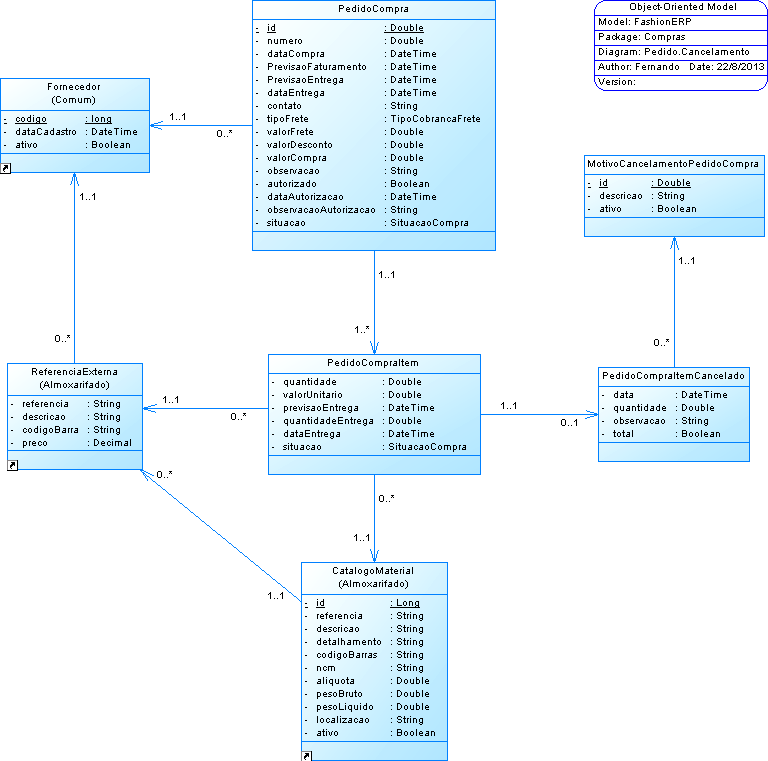 Object-Oriented Model
Model: FashionERP
Package: Compras
Diagram: Pedido.Cancelamento
Author: Fernando Date: 22/8/2013
Version:
PedidoCompra
- id : Double
- numero : Double
- dataCompra : DateTime
- PrevisaoFaturamento : DateTime
- PrevisaoEntrega : DateTime
- dataEntrega : DateTime
- contato : String
- tipoFrete : TipoCobrancaFrete
- valorFrete : Double
- valorDesconto : Double
- valorCompra : Double
- observacao : String
- autorizado : Boolean
- dataAutorizacao : DateTime
- observacaoAutorizacao : String
- situacao : SituacaoCompra
Fornecedor
(Comum)
- codigo : long
- dataCadastro : DateTime
- ativo : Boolean
1..1
0..*
MotivoCancelamentoPedidoCompra
- id : Double
- descricao : String
- ativo : Boolean
1..1
0..*
1..1
1..*
1..1
0..*
ReferenciaExterna
(Almoxarifado)
- referencia : String
- descricao : String
- codigoBarra : String
- preco : Decimal
1..1
0..*
PedidoCompraItem
- quantidade : Double
- valorUnitario : Double
- previsaoEntrega : DateTime
- quantidadeEntrega : Double
- dataEntrega : DateTime
- situacao : SituacaoCompra
1..1
0..1
PedidoCompraItemCancelado
- data : DateTime
- quantidade : Double
- observacao : String
- total : Boolean
0..*
1..1
0..*
1..1
CatalogoMaterial
(Almoxarifado)
- id : Long
- referencia : String
- descricao : String
- detalhamento : String
- codigoBarras : String
- ncm : String
- aliquota : Double
- pesoBruto : Double
- pesoLiquido : Double
- localizacao : String
- ativo : Boolean